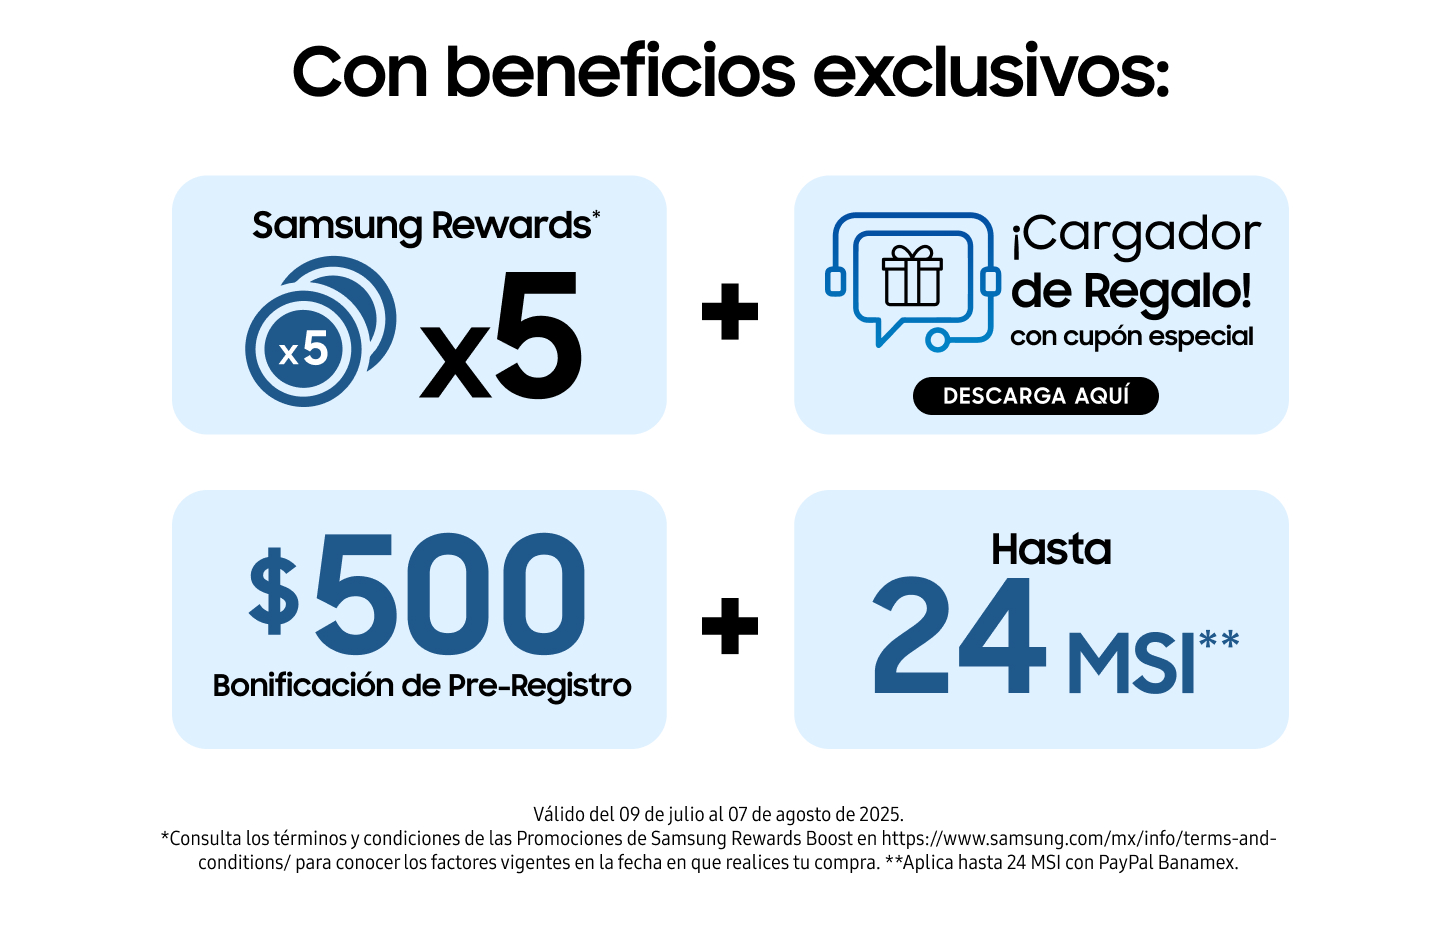 Con beneficios exclusivos:
Samsung Rewards*
x5
x5
¡Cargador
de Regalo!
con cupón especial
DESCARGA AQUÍ
$500
Bonificación de Pre-Registro
Hasta
24 MSI**
Válido del 09 de julio al 07 de agosto de 2025.
*Consulta los términos y condiciones de las Promociones de Samsung Rewards Boost en https://www.samsung.com/mx/info/terms-and-
conditions/ para conocer los factores vigentes en la fecha en que realices tu compra. **Aplica hasta 24 MSI con PayPal Banamex.